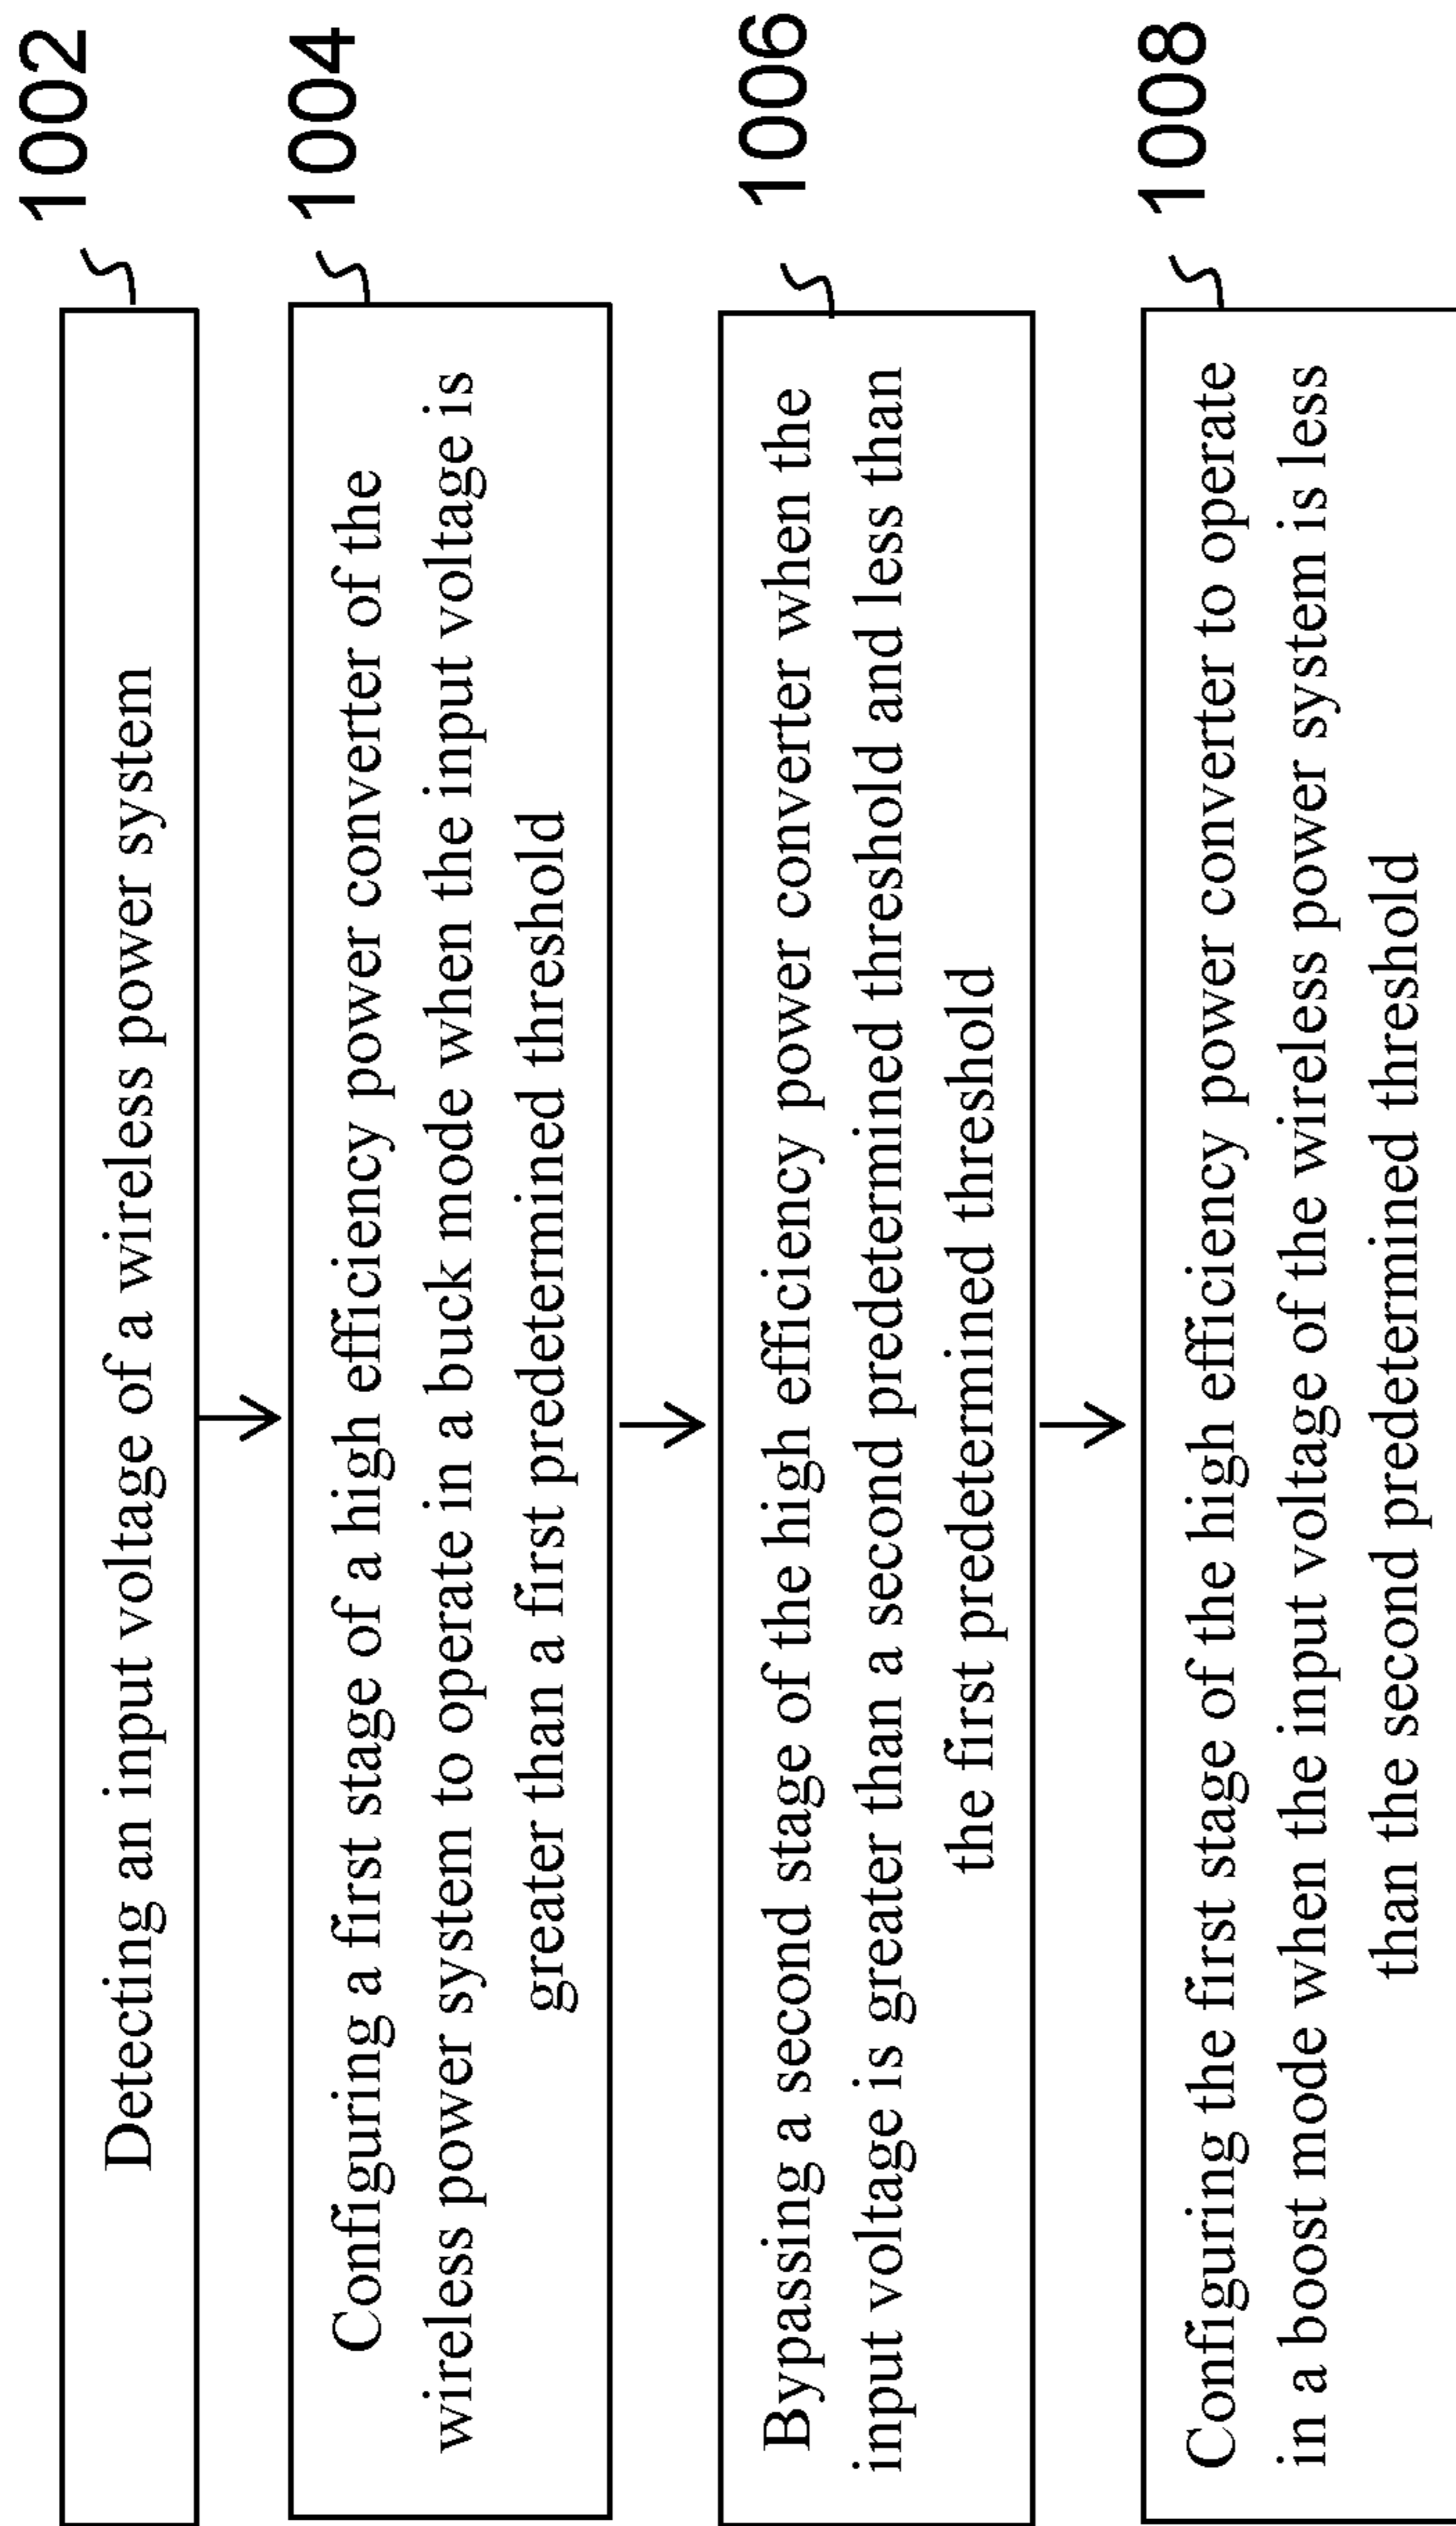 1002
Detecting an input voltage of a wireless power system
1004
Configuring a first stage of a high efficiency power converter of the
wireless power system to operate in a buck mode when the input voltage is
greater than a first predetermined threshold
1006
Bypassing a second stage of the high efficiency power converter when the
input voltage is greater than a second predetermined threshold and less than
the first predetermined threshold
1008
Configuring the first stage of the high efficiency power converter to operate
in a boost mode when the input voltage of the wireless power system is less
than the second predetermined threshold